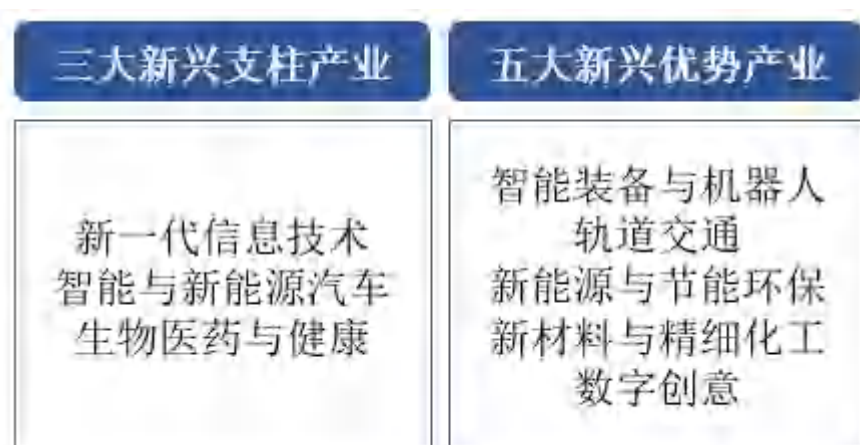 三大新兴支柱产业
新一代信息技术
智能与新能源汽车
生物医药与健康
五大新兴优势产业
智能装备与机器人
轨道交通
新能源与节能环保
新材料与精细化工
数字创意